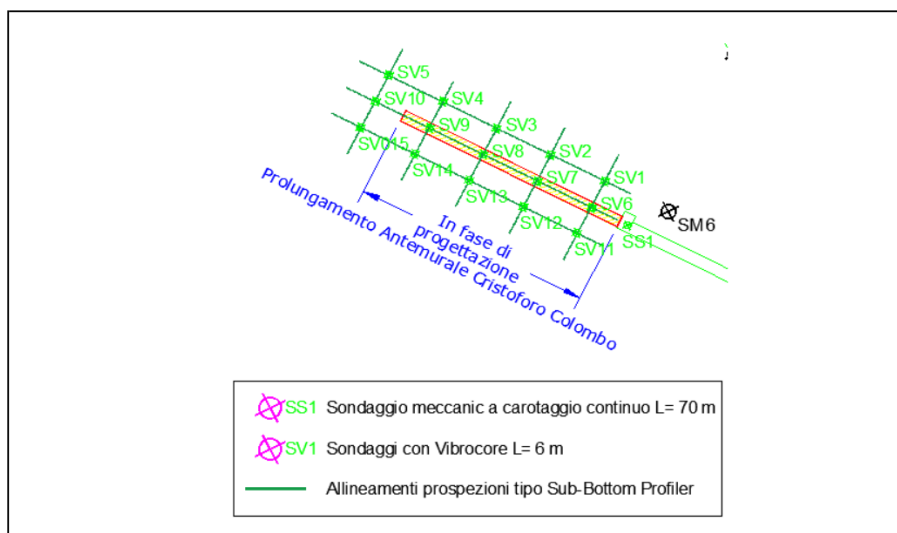 SV5
SV10
SV4
SV015
SV9
SV3
SV14
SV8
SV2
SV13
SV7
SV1
SV12
SV6
SV11
SS1
SM6
In fase di
progettazione
Prolungamento Antemurale Cristoforo Colombo
SS1 Sondaggio meccanic a carotaggio continuo L= 70 m
SV1 Sondaggi con Vibrocore L= 6 m
Allineamenti prospezioni tipo Sub-Bottom Profiler